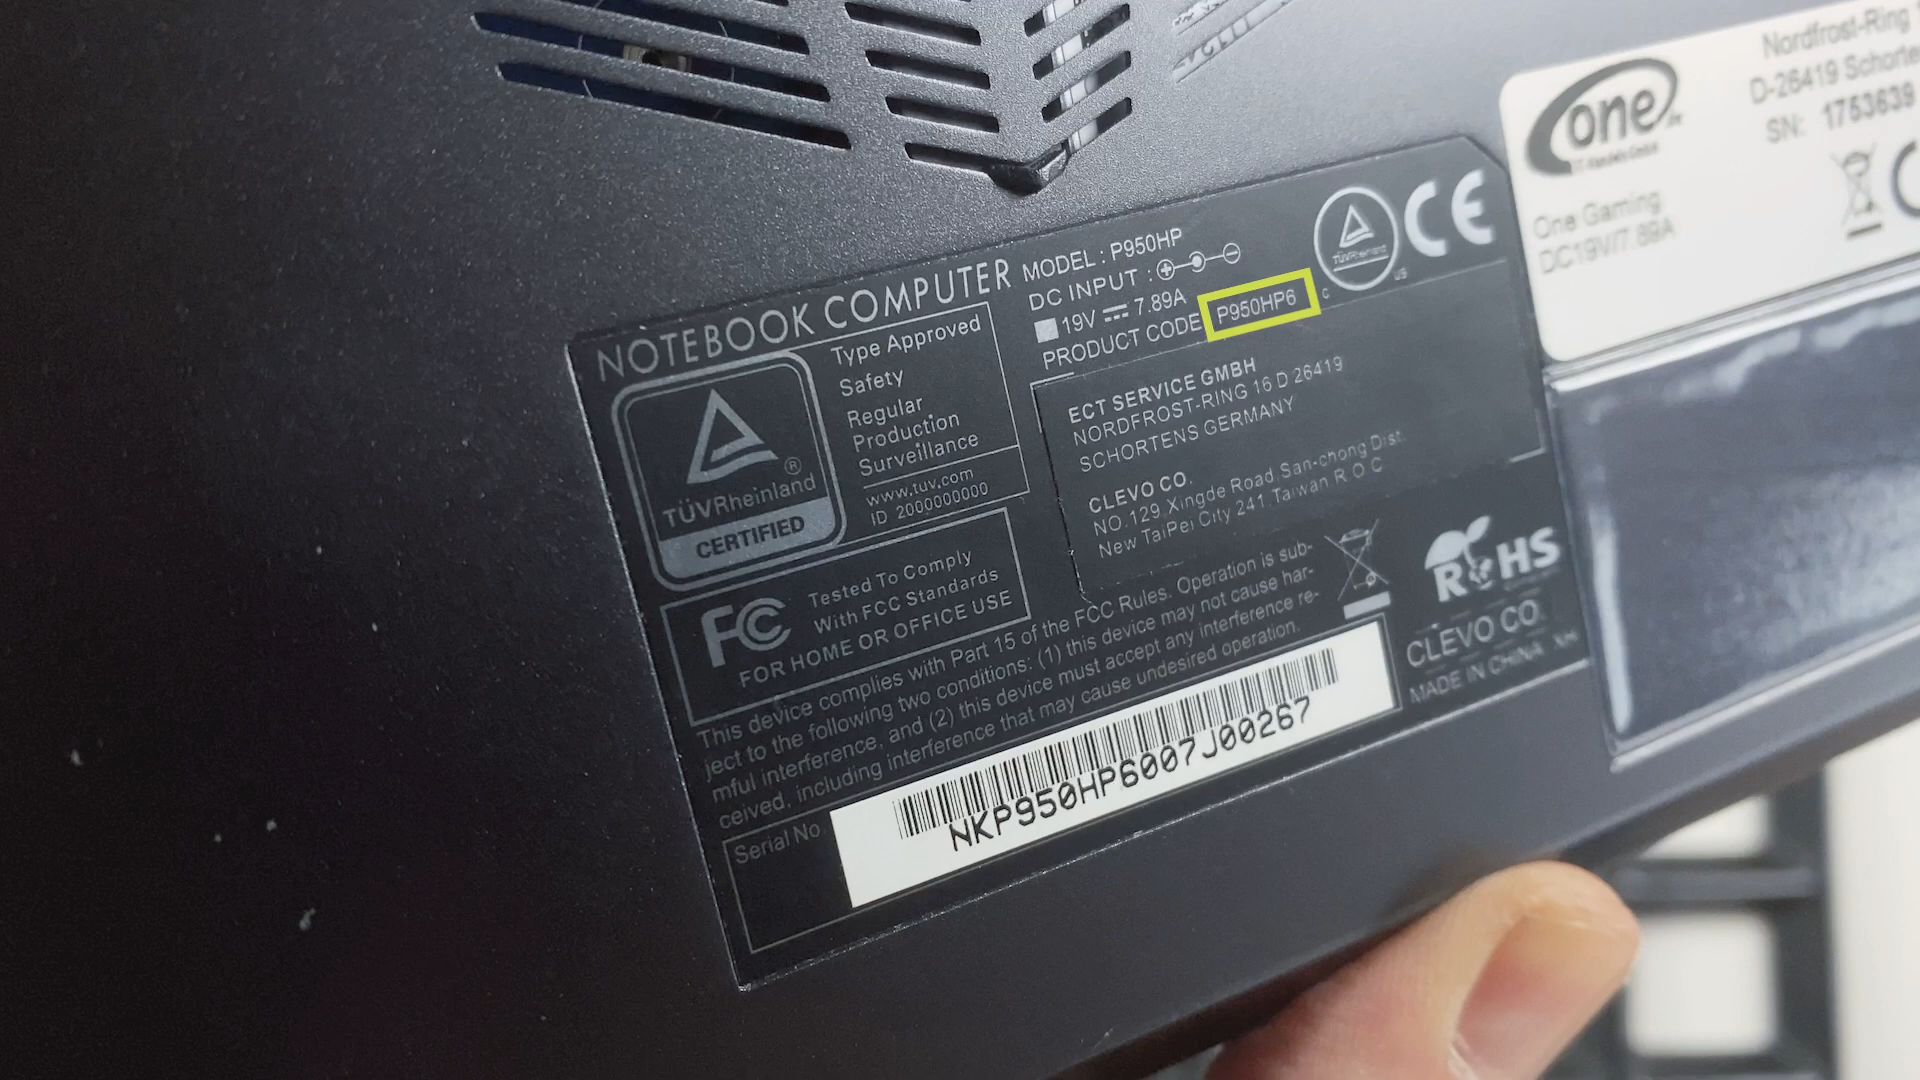 NOTEBOOK COMPUTER
MODEL : P950HP
DC INPUT :
19V 7.89A
PRODUCT CODE P950HP6
TÜVRheinland
C US
CE
Type Approved
Safety
Regular
Production
Surveillance
www.tuv.com
ID 2000000000
TÜVRheinland ®
CERTIFIED
ECT SERVICE GMBH
NORDFROST-RING 16 D 26419
SCHORTENS GERMANY
CLEVO CO.
NO.129 Xingde Road San-chong Dist.
New TaiPei City 241 Taiwan R O C
FC
Tested To Comply
With FCC Standards
FOR HOME OR OFFICE USE
This device complies with Part 15 of the FCC Rules. Operation is sub-
ject to the following two conditions: (1) this device may not cause har-
mful interference, and (2) this device must accept any interference re-
ceived. including interference that may cause undesired operation.
RoHS
CLEVO CO.
MADE IN CHINA
Serial No
NKP950HP6007J00267
one
One Gaming
DC19V/7.89A
Nordfrost-Ring
D-26419 Schorte
SN: 1753639